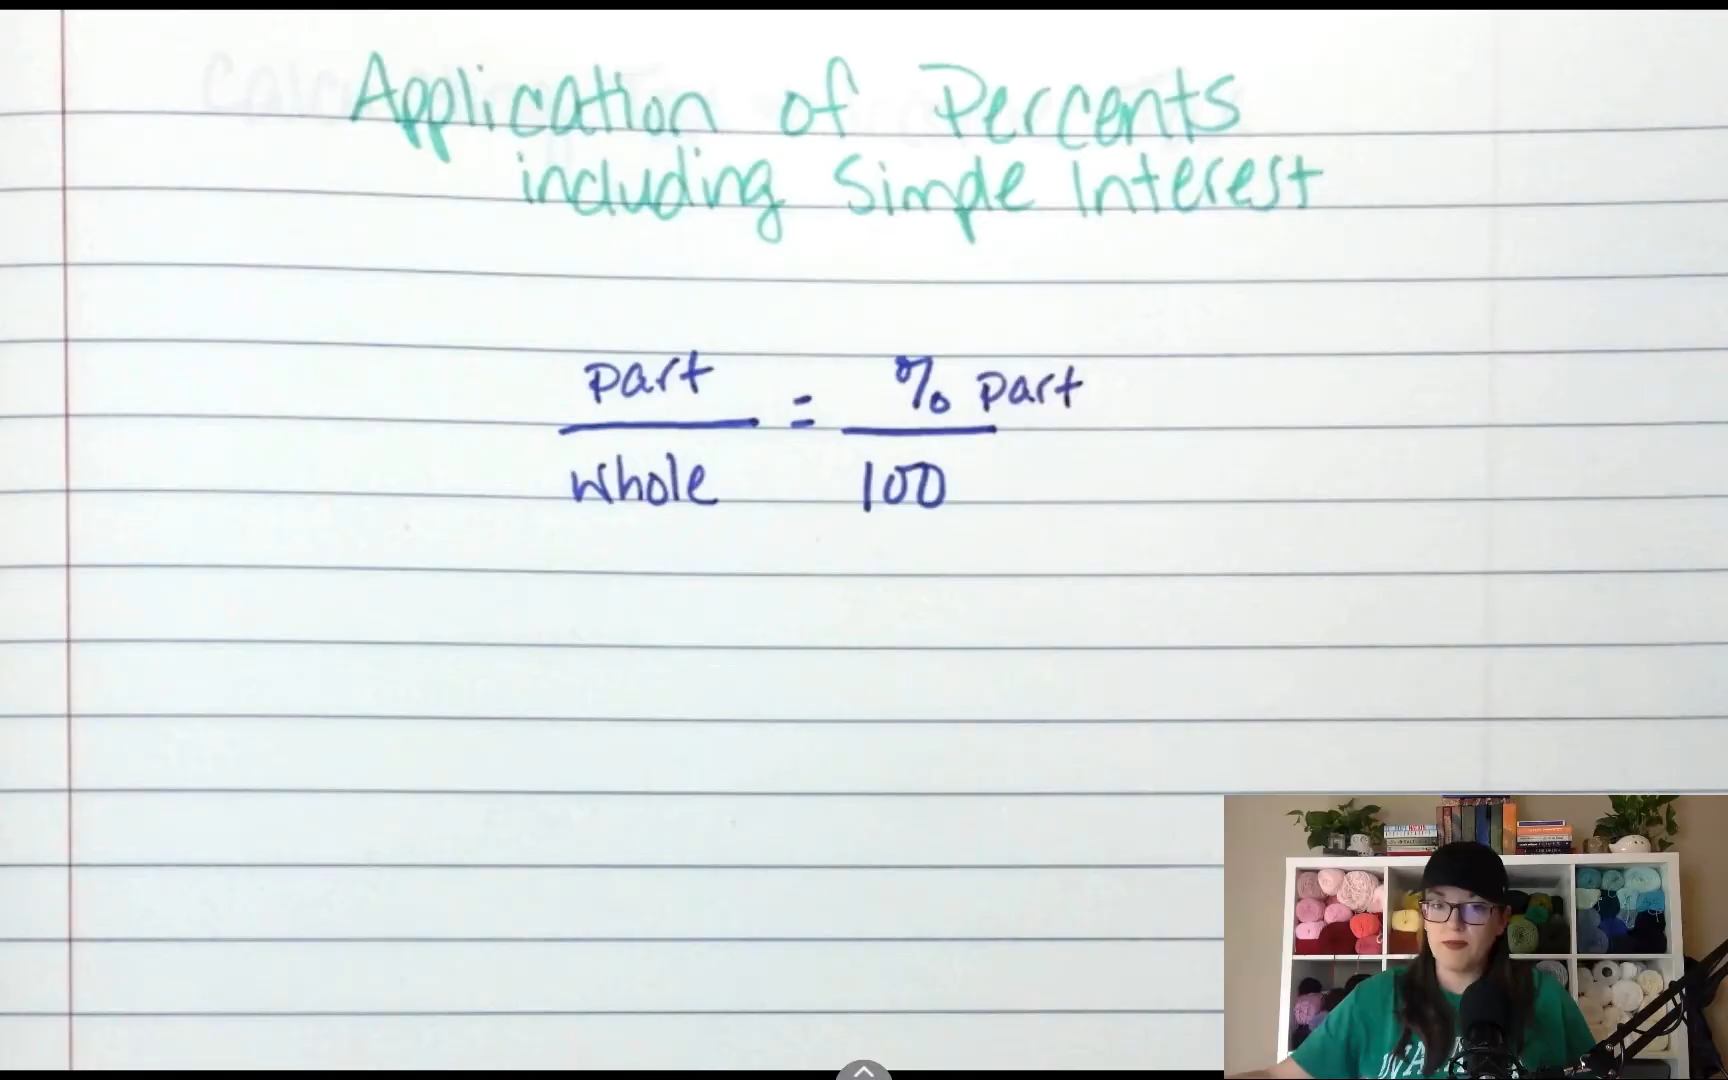 Application of Percents
including Simple Interest
part = % part
whole 100